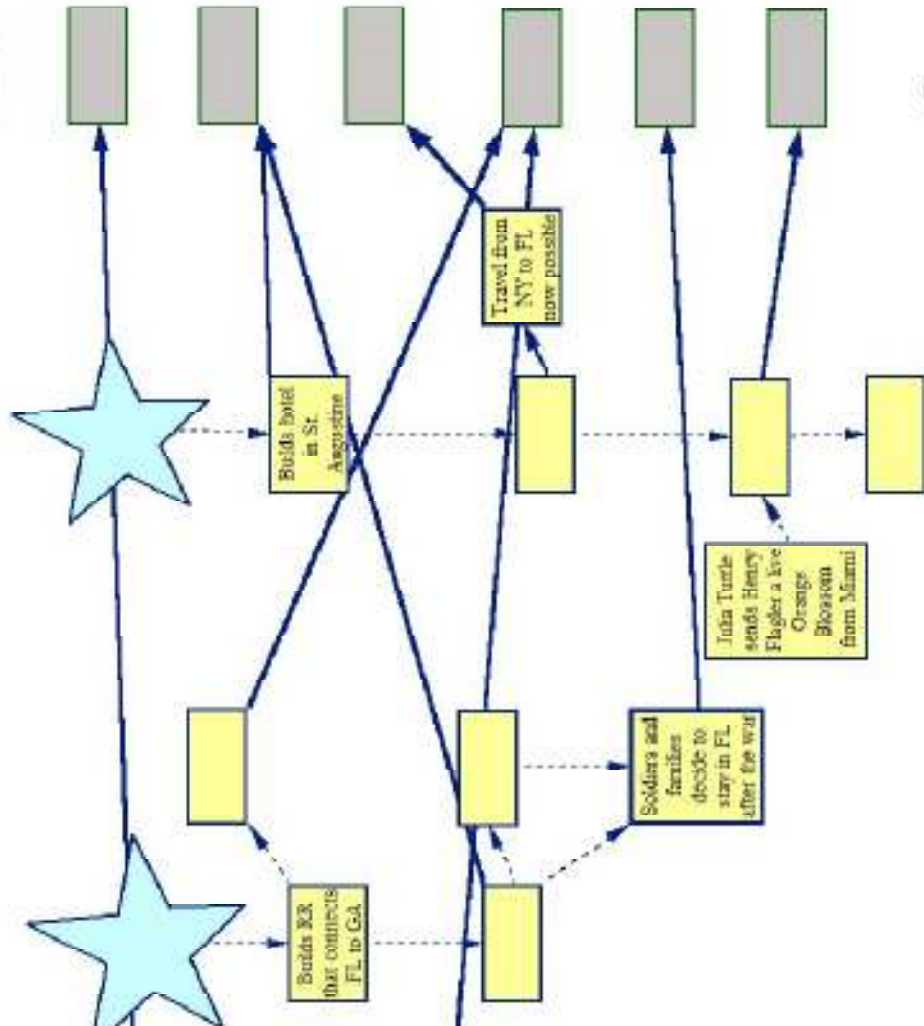 Travel from
NY to FL
now possible
Builds hotel
in St.
Augustine
Julia Tuttle
sends Henry
Flagler a live
Orange
Blossom
from Miami
Soldiers and
families
decide to
stay in FL
after the war
Builds RR
that connects
FL to GA